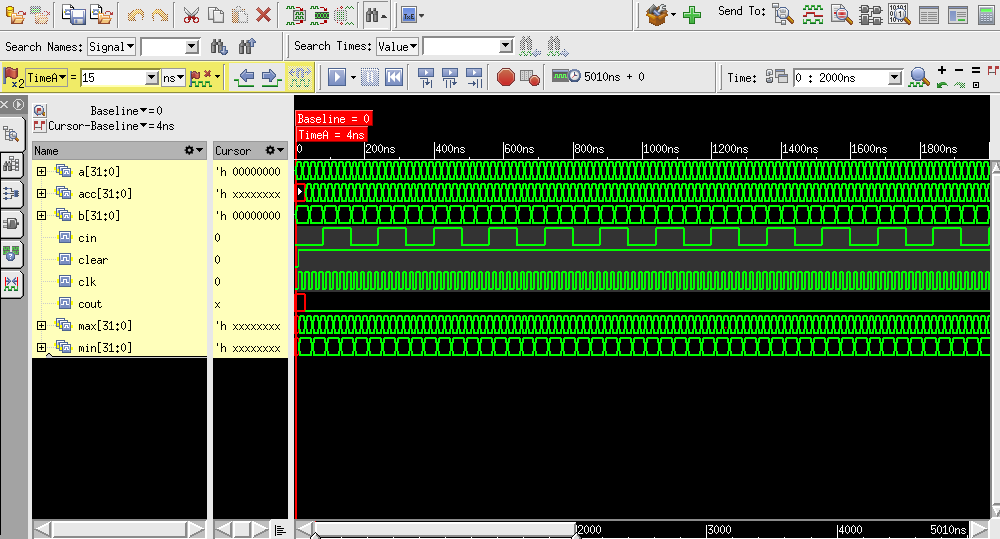 Send To:
Search Names: Signal
Search Times: Value
x2 TimeA = 15 ns
5010ns + 0
Time: 0 : 2000ns
Baseline = 0
Cursor-Baseline = 4ns
Baseline = 0
TimeA = 4ns
Name Cursor
0 200ns 400ns 600ns 800ns 1000ns 1200ns 1400ns 1600ns 1800ns
a[31:0] 'h 00000000
acc[31:0] 'h xxxxxxxx
b[31:0] 'h 00000000
cin 0
clear 0
clk 0
cout x
max[31:0] 'h xxxxxxxx
min[31:0] 'h xxxxxxxx
2000 3000 4000 5010ns